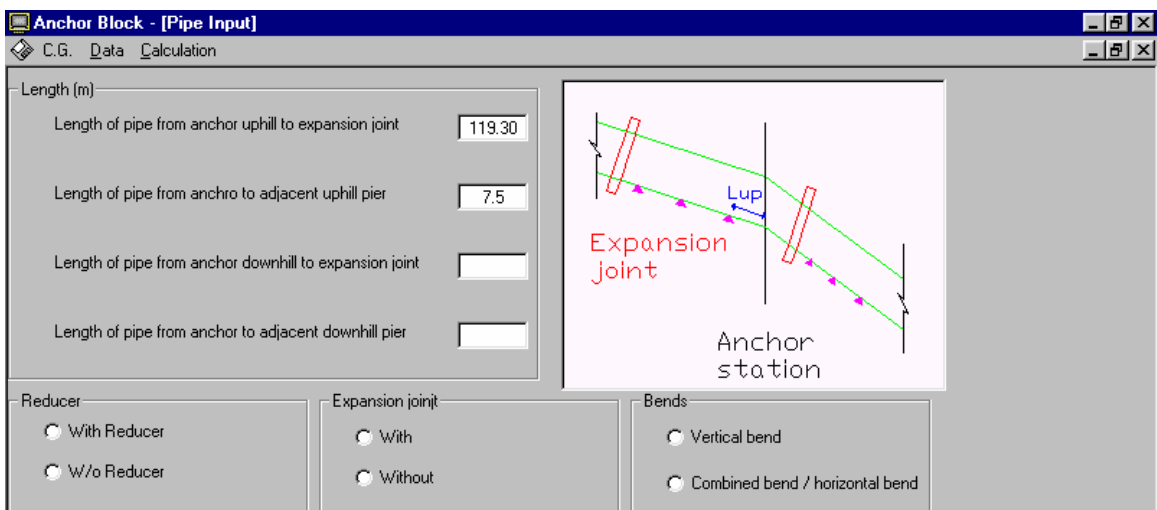 Anchor Block - [Pipe Input]
C.G. Data Calculation
Length (m)
Length of pipe from anchor uphill to expansion joint 119.30
Length of pipe from anchro to adjacent uphill pier 7.5
Length of pipe from anchor downhill to expansion joint
Length of pipe from anchor to adjacent downhill pier
Lup
Expansion
joint
Anchor
station
Reducer
With Reducer
W/o Reducer
Expansion joinjt
With
Without
Bends
Vertical bend
Combined bend / horizontal bend